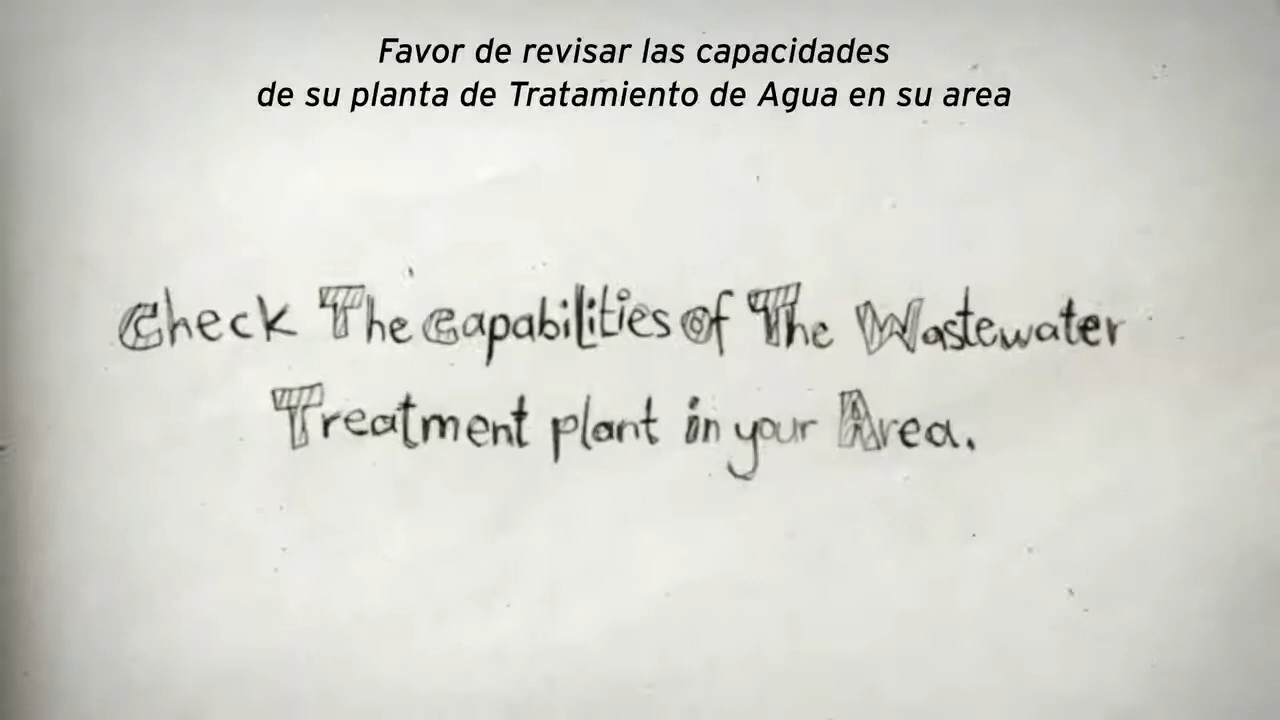 Favor de revisar las capacidades
de su planta de Tratamiento de Agua en su area
Check The Capabilities of The Wastewater
Treatment plant in your Area.